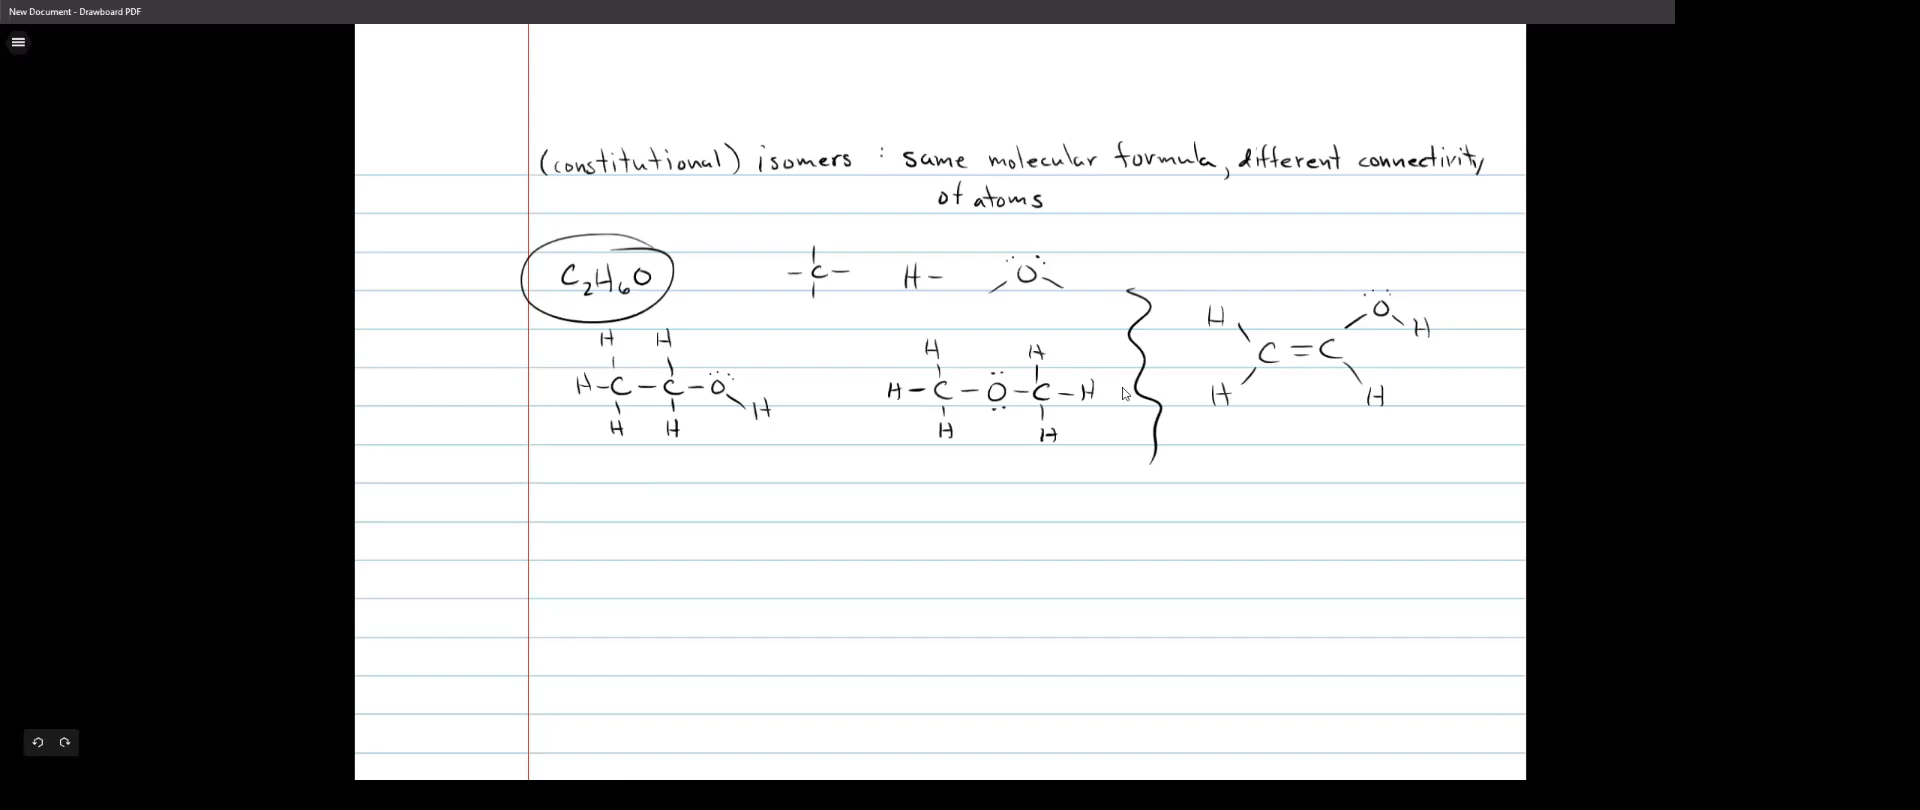 New Document - Drawboard PDF
(constitutional) isomers : same molecular formula, different connectivity
of atoms
C₂H₆O -C- H- O
H H H H H O H
H-C-C-O H H-C-O-C-H C=C
H H H H H H